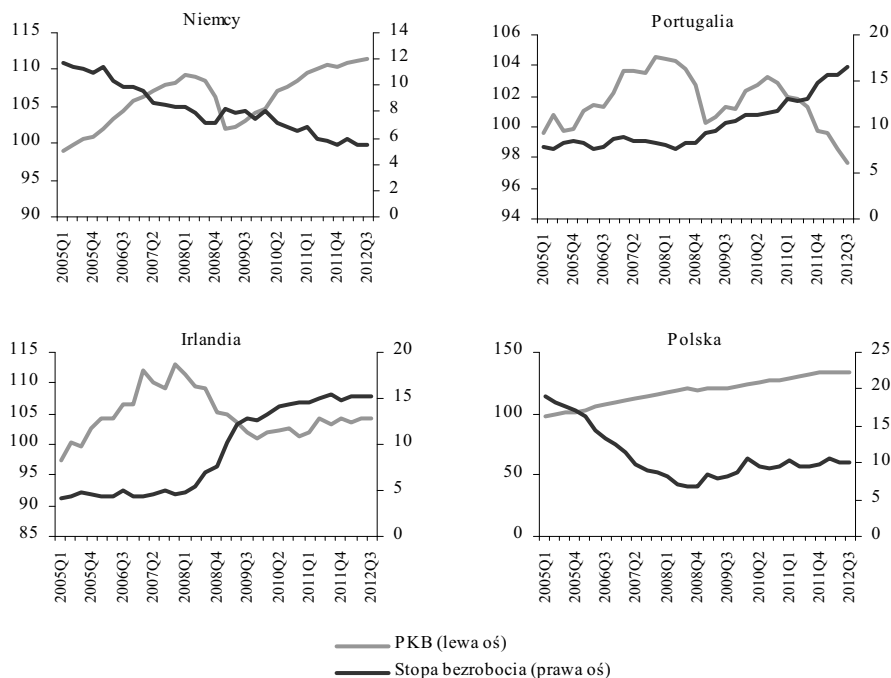 Niemcy
115
110
105
100
95
90
14
12
10
8
6
4
2
0
2005Q1
2005Q4
2006Q3
2007Q2
2008Q1
2008Q4
2009Q3
2010Q2
2011Q1
2011Q4
2012Q3
Portugalia
106
104
102
100
98
96
94
20
15
10
5
0
2005Q1
2005Q4
2006Q3
2007Q2
2008Q1
2008Q4
2009Q3
2010Q2
2011Q1
2011Q4
2012Q3
Irlandia
115
110
105
100
95
90
85
20
15
10
5
0
2005Q1
2005Q4
2006Q3
2007Q2
2008Q1
2008Q4
2009Q3
2010Q2
2011Q1
2011Q4
2012Q3
Polska
150
100
50
0
25
20
15
10
5
0
2005Q1
2005Q4
2006Q3
2007Q2
2008Q1
2008Q4
2009Q3
2010Q2
2011Q1
2011Q4
2012Q3
PKB (lewa oś)
Stopa bezrobocia (prawa oś)